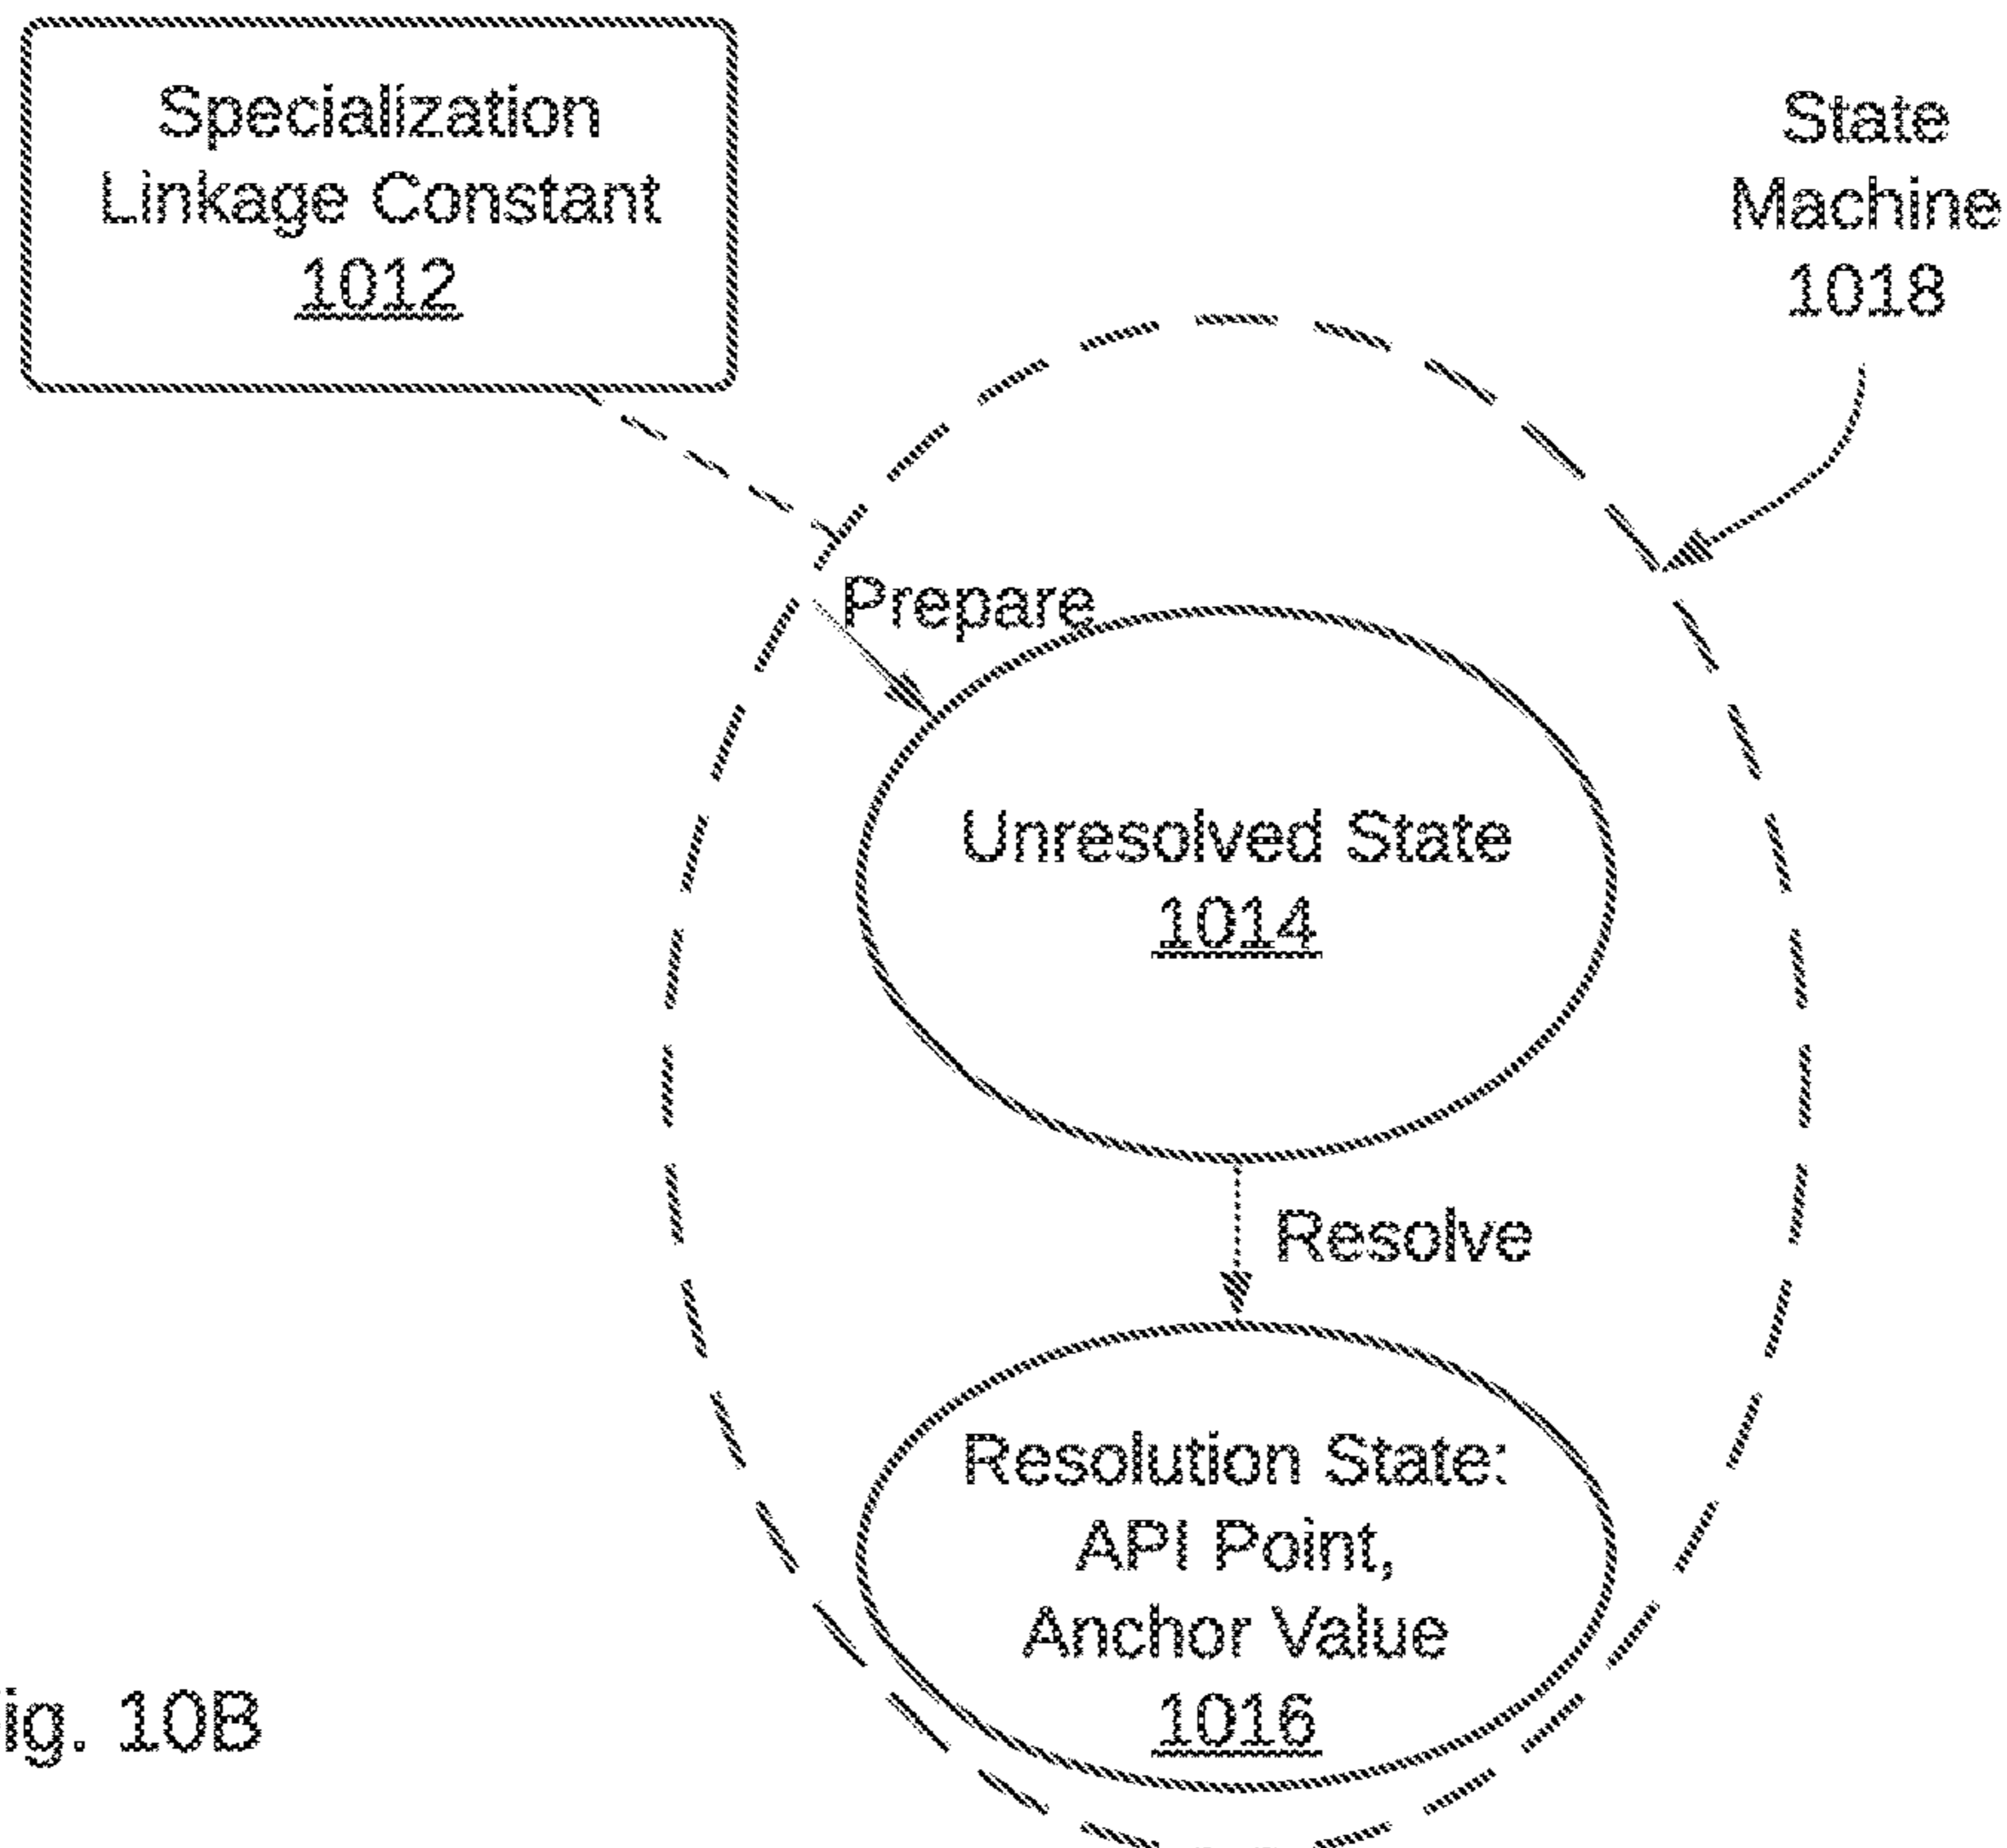 Specialization
Linkage Constant
1012
State
Machine
1018
Prepare
Unresolved State
1014
Resolve
Resolution State:
API Point,
Anchor Value
1016
ig. 10B